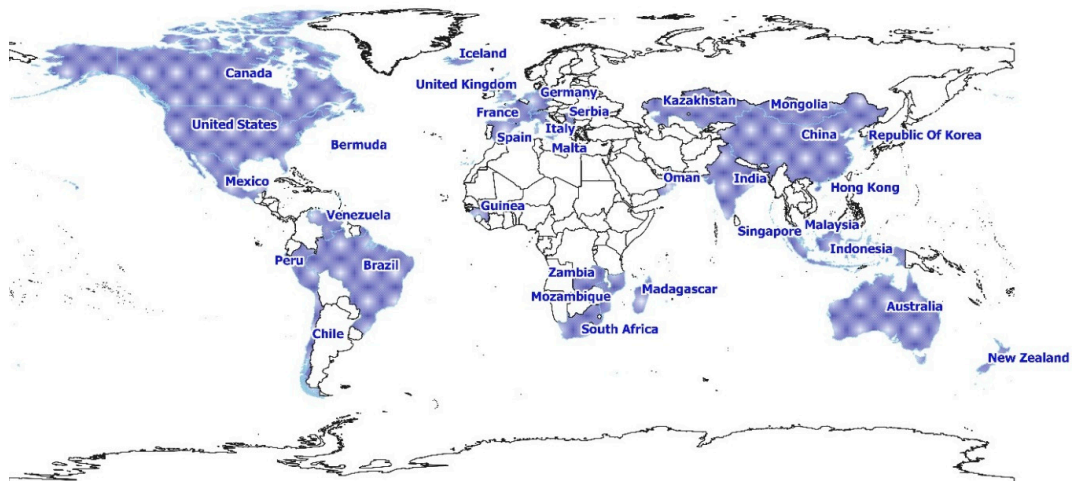 Iceland
Canada
United Kingdom
Germany
Kazakhstan
Mongolia
France
Serbia
United States
Italy
China
Republic Of Korea
Spain
Bermuda
Malta
Mexico
Oman
India
Hong Kong
Guinea
Venezuela
Malaysia
Singapore
Indonesia
Peru
Brazil
Zambia
Madagascar
Mozambique
Australia
South Africa
Chile
New Zealand